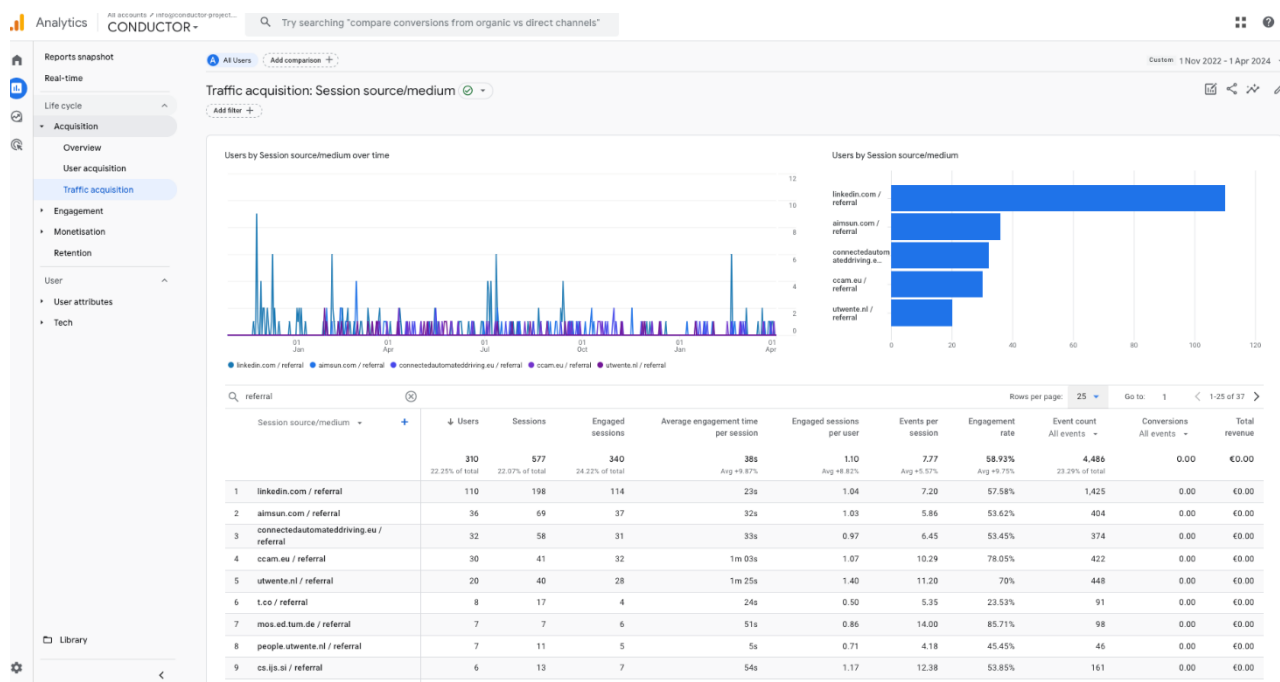 Analytics
All accounts > info@conductor-project...
CONDUCTOR
Try searching "compare conversions from organic vs direct channels"
Reports snapshot
Real-time
Life cycle
Acquisition
Overview
User acquisition
Traffic acquisition
Engagement
Monetisation
Retention
User
User attributes
Tech
Library
A All Users
Add comparison +
Custom 1 Nov 2022 - 1 Apr 2024
Traffic acquisition: Session source/medium
Add filter +
Users by Session source/medium over time
12
10
8
6
4
2
0
01 Jan
01 Apr
01 Jul
01 Oct
01 Jan
01 Apr
linkedin.com / referral aimsun.com / referral connectedautomateddriving.eu / referral ccam.eu / referral utwente.nl / referral
Users by Session source/medium
linkedin.com /
referral
aimsun.com /
referral
connectedautom
ateddriving.e...
ccam.eu /
referral
utwente.nl /
referral
0 20 40 60 80 100 120
referral
Rows per page: 25 Go to: 1 1-25 of 37
Session source/medium + ↓ Users Sessions Engaged sessions Average engagement time per session Engaged sessions per user Events per session Engagement rate Event count All events Conversions All events Total revenue
310 577 340 38s 1.10 7.77 58.93% 4,486 0.00 €0.00
22.25% of total 22.07% of total 24.22% of total Avg +9.87% Avg +8.82% Avg +5.57% Avg +9.75% 23.29% of total
1 linkedin.com / referral 110 198 114 23s 1.04 7.20 57.58% 1,425 0.00 €0.00
2 aimsun.com / referral 36 69 37 32s 1.03 5.86 53.62% 404 0.00 €0.00
3 connectedautomateddriving.eu / referral 32 58 31 33s 0.97 6.45 53.45% 374 0.00 €0.00
4 ccam.eu / referral 30 41 32 1m 03s 1.07 10.29 78.05% 422 0.00 €0.00
5 utwente.nl / referral 20 40 28 1m 25s 1.40 11.20 70% 448 0.00 €0.00
6 t.co / referral 8 17 4 24s 0.50 5.35 23.53% 91 0.00 €0.00
7 mos.ed.tum.de / referral 7 7 6 51s 0.86 14.00 85.71% 98 0.00 €0.00
8 people.utwente.nl / referral 7 11 5 5s 0.71 4.18 45.45% 46 0.00 €0.00
9 cs.ijs.si / referral 6 13 7 54s 1.17 12.38 53.85% 161 0.00 €0.00